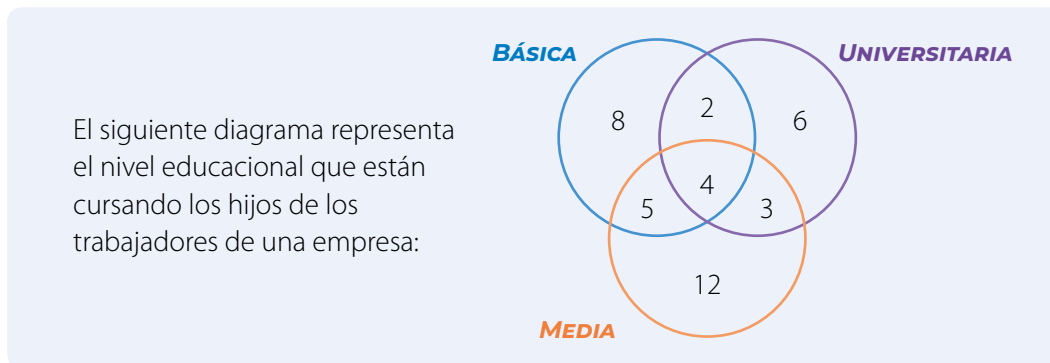 El siguiente diagrama representa
el nivel educacional que están
cursando los hijos de los
trabajadores de una empresa:
BÁSICA
UNIVERSITARIA
8
2
6
4
5
3
12
MEDIA